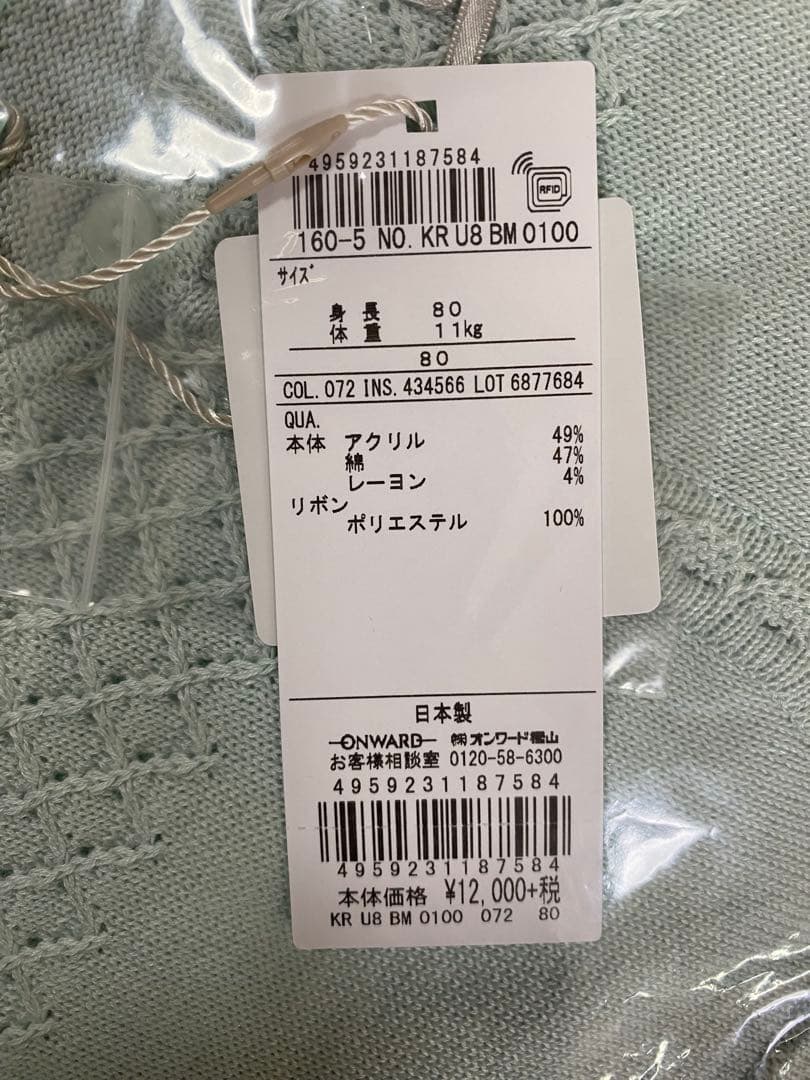 4959231187584
RFID
160-5 NO. KR U8 BM 0100
サイズ
身長 80
体重 11kg
80
COL. 072 INS. 434566 LOT 6877684
QUA.
本体 アクリル 49%
綿 47%
レーヨン 4%
リボン
ポリエステル 100%
日本製
ONWARD ㈱オンワード樫山
お客様相談室 0120-58-6300
4959231187584
4959231187584
本体価格 ¥12,000+税
KR U8 BM 0100 072 80